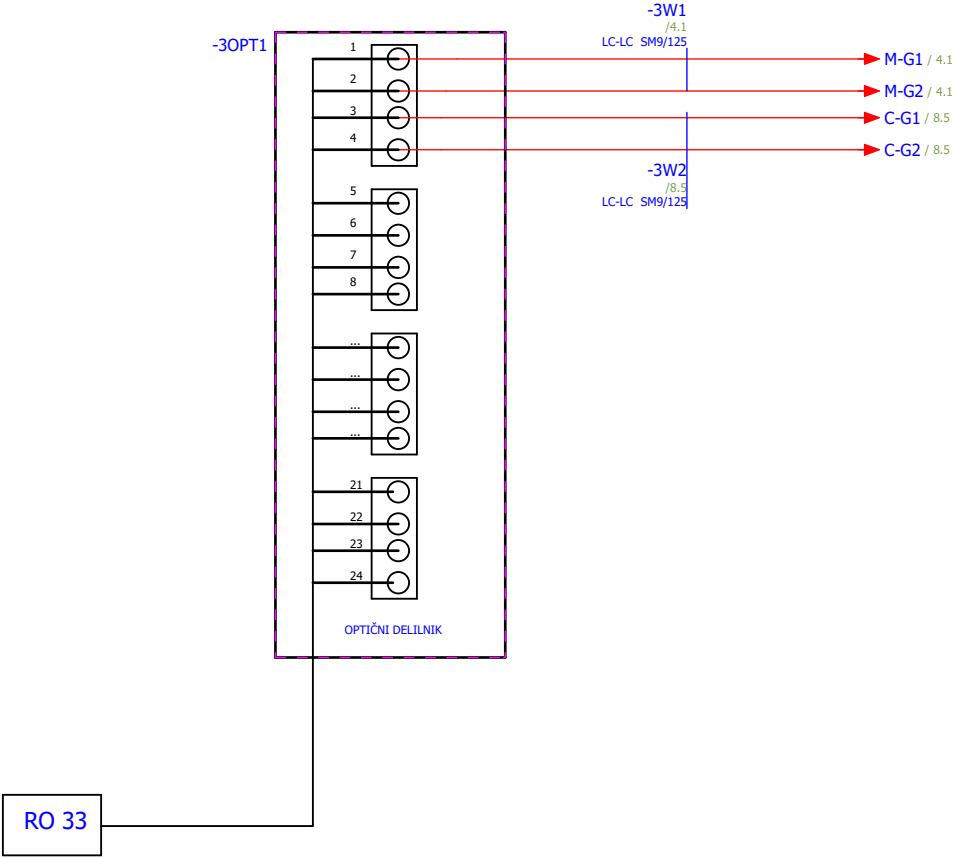 -3W1
/4.1
LC-LC SM9/125
-3OPT1
1
M-G1 / 4.1
2
M-G2 / 4.1
3
C-G1 / 8.5
4
C-G2 / 8.5
-3W2
/8.5
LC-LC SM9/125
5
6
7
8
...
...
...
...
21
22
23
24
OPTIČNI DELILNIK
RO 33